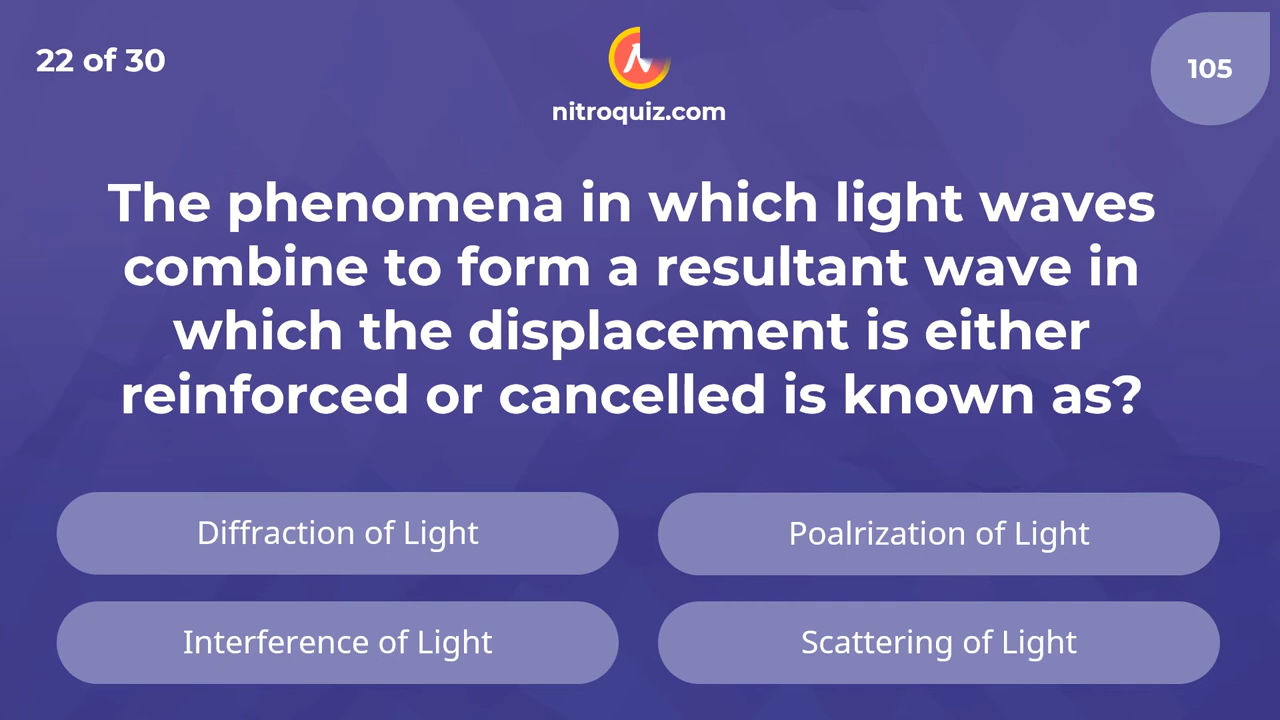 22 of 30
nitroquiz.com
105
The phenomena in which light waves
combine to form a resultant wave in
which the displacement is either
reinforced or cancelled is known as?
Diffraction of Light
Poalrization of Light
Interference of Light
Scattering of Light